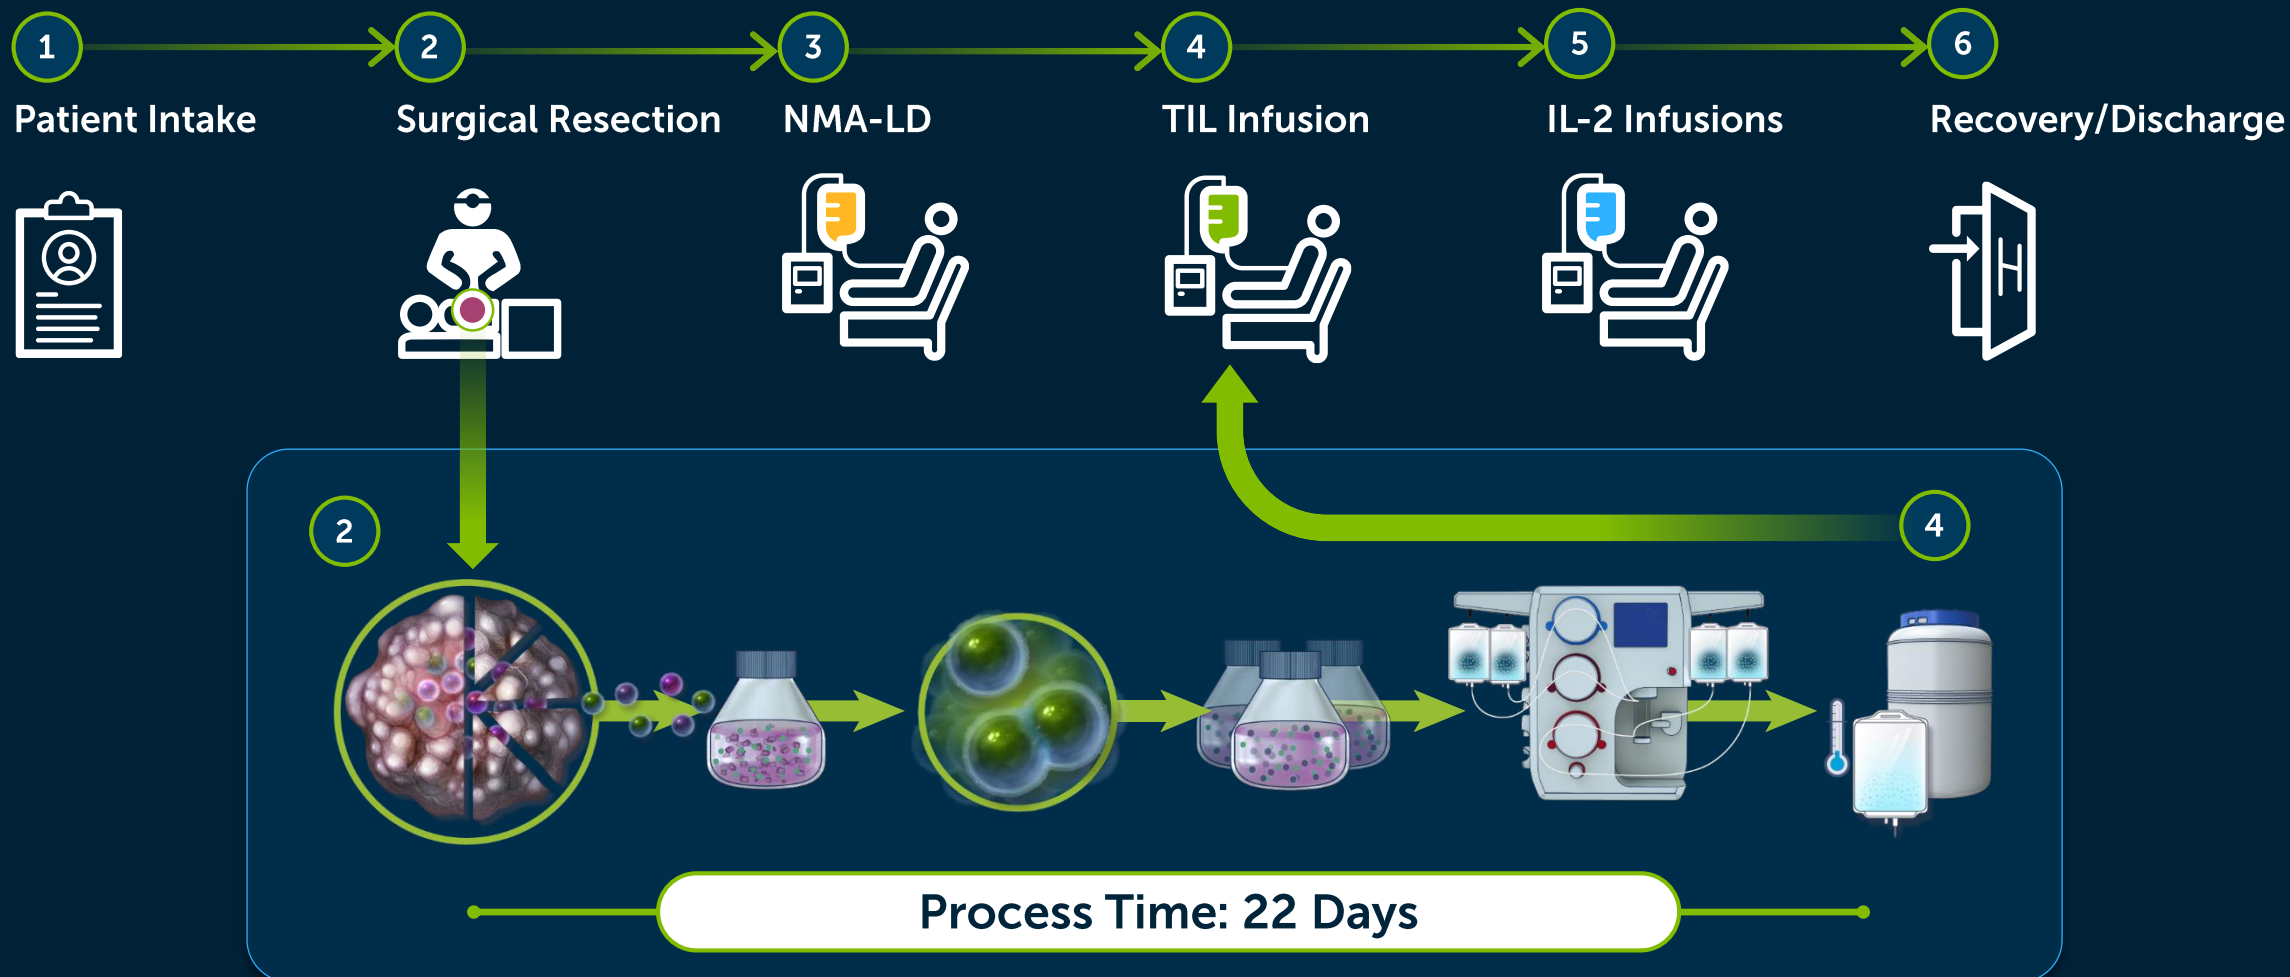 1 2 3 4 5 6
Patient Intake Surgical Resection NMA-LD TIL Infusion IL-2 Infusions Recovery/Discharge
H
2 4
Process Time: 22 Days